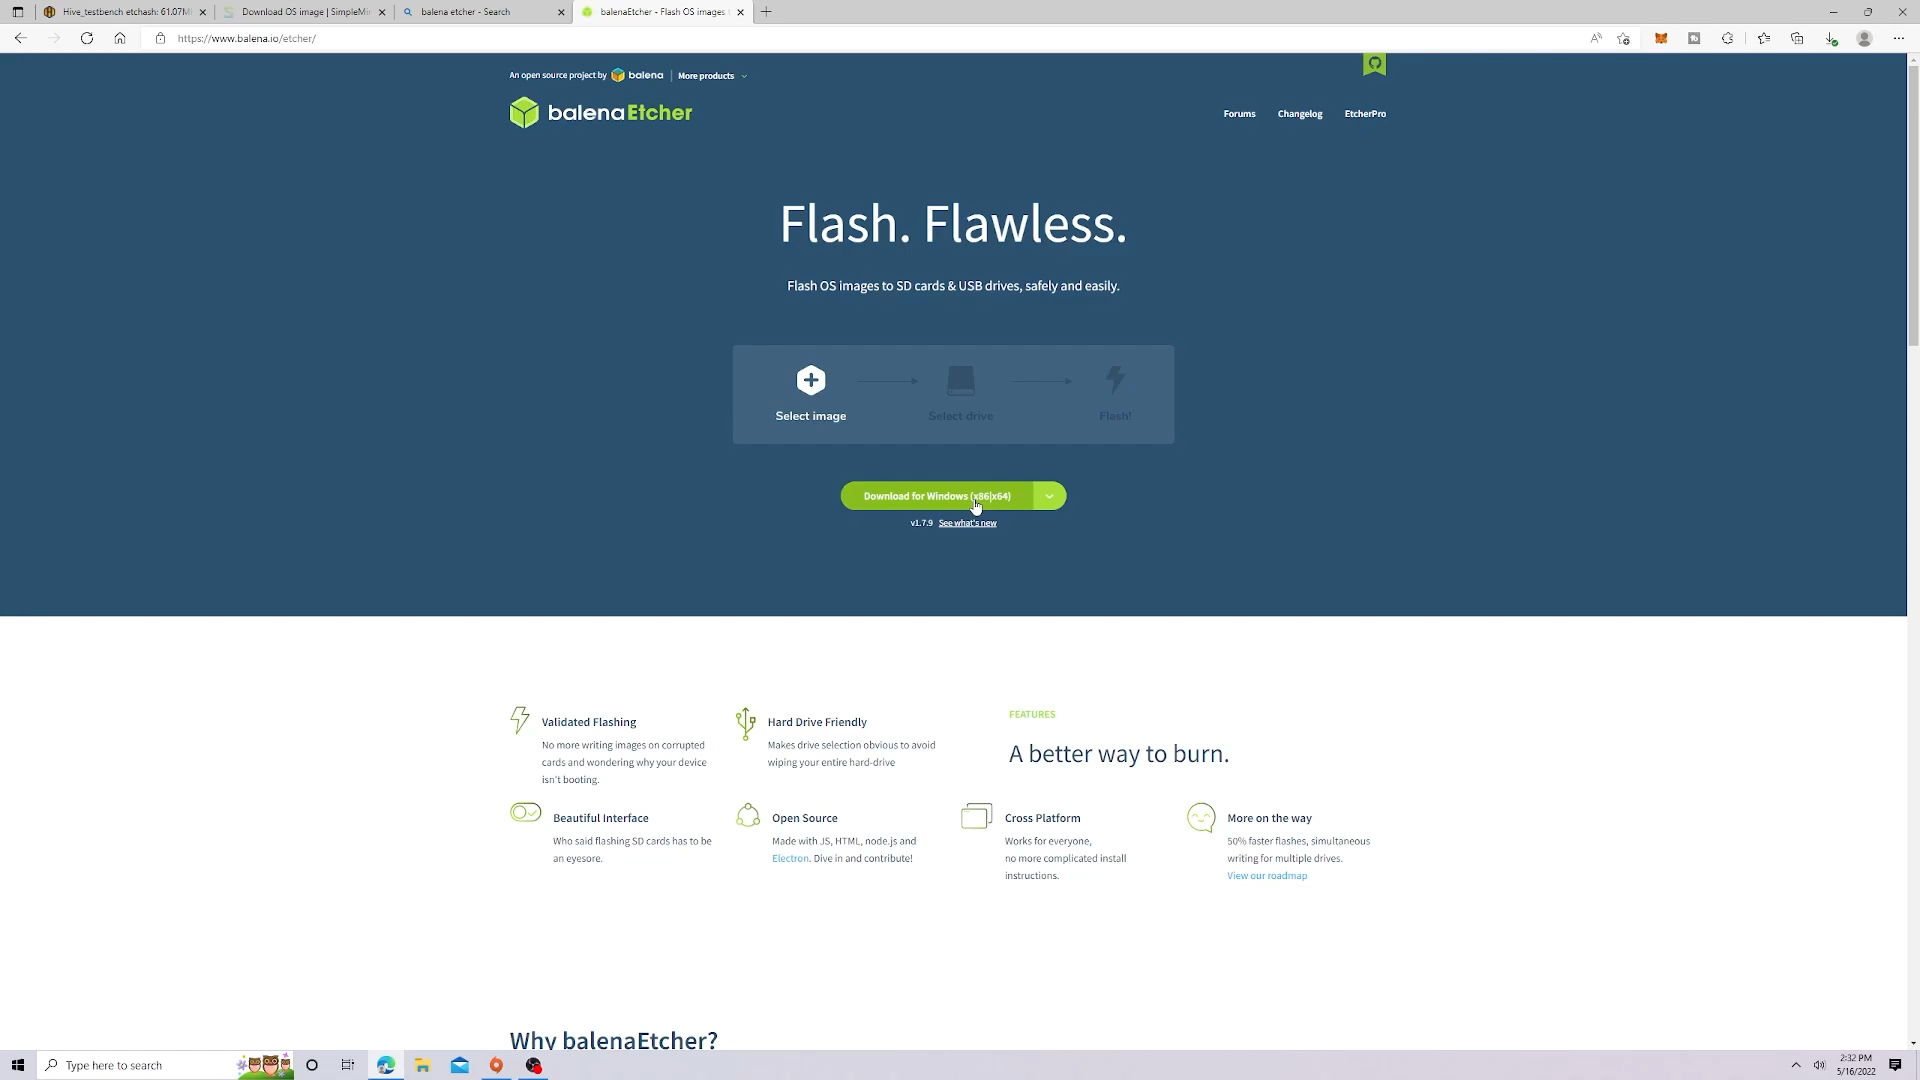 Hive_testbench etchash: 61.07M
Download OS image | SimpleMi
balena etcher - Search
balenaEtcher - Flash OS images t
https://www.balena.io/etcher/
An open source project by balena | More products
balenaEtcher
Forums Changelog EtcherPro
Flash. Flawless.
Flash OS images to SD cards & USB drives, safely and easily.
Select image Select drive Flash!
Download for Windows (x86|x64)
v1.7.9 See what's new
Validated Flashing
No more writing images on corrupted
cards and wondering why your device
isn't booting.
Hard Drive Friendly
Makes drive selection obvious to avoid
wiping your entire hard-drive
FEATURES
A better way to burn.
Beautiful Interface
Who said flashing SD cards has to be
an eyesore.
Open Source
Made with JS, HTML, node.js and
Electron. Dive in and contribute!
Cross Platform
Works for everyone,
no more complicated install
instructions.
More on the way
50% faster flashes, simultaneous
writing for multiple drives.
View our roadmap
Why balenaEtcher?
Type here to search
2:32 PM
5/16/2022